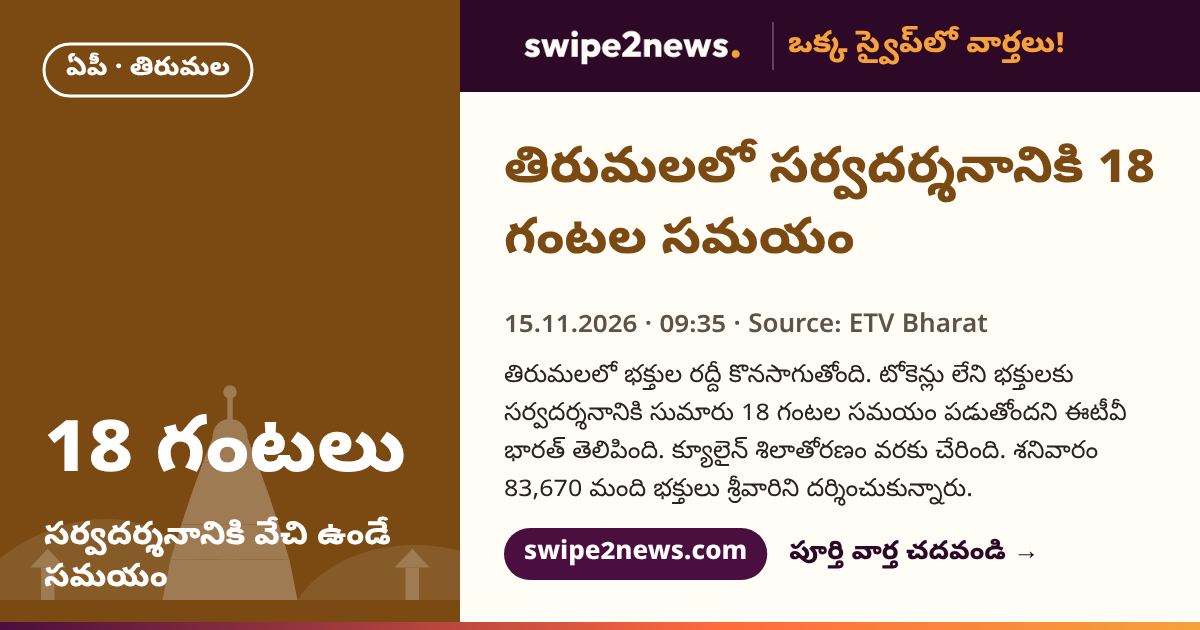 ఏపీ · తిరుమల
18 గంటలు
సర్వదర్శనానికి వేచి ఉండే
సమయం
swipe2news.
ఒక్క స్వైప్‌లో వార్తలు!
తిరుమలలో సర్వదర్శనానికి 18
గంటల సమయం
15.11.2026 · 09:35 · Source: ETV Bharat
తిరుమలలో భక్తుల రద్దీ కొనసాగుతోంది. టోకెన్లు లేని భక్తులకు
సర్వదర్శనానికి సుమారు 18 గంటల సమయం పడుతోందని ఈటీవీ
భారత్ తెలిపింది. క్యూలైన్ శిలాతోరణం వరకు చేరింది. శనివారం
83,670 మంది భక్తులు శ్రీవారిని దర్శించుకున్నారు.
swipe2news.com
పూర్తి వార్త చదవండి →